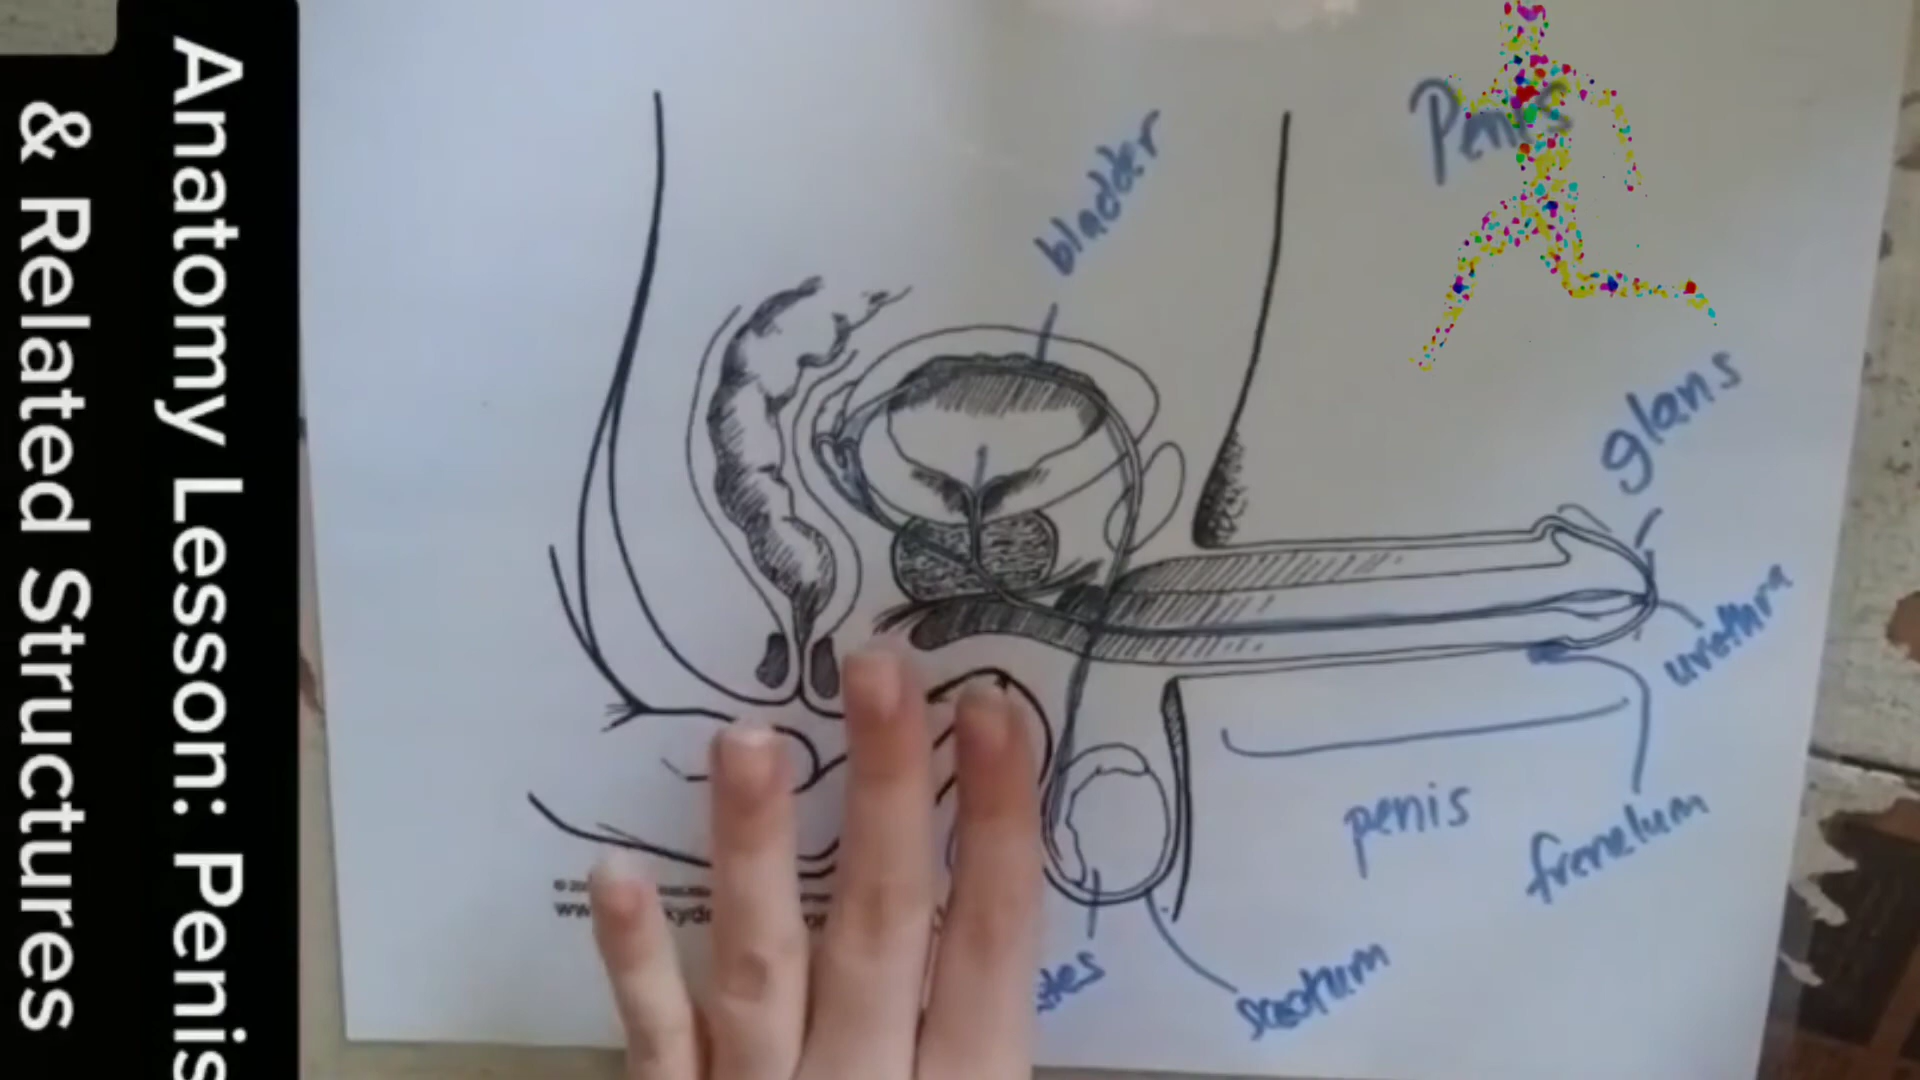 Anatomy Lesson: Penis
& Related Structures
Penis
bladder
glans
urethra
frenelum
penis
scrotum